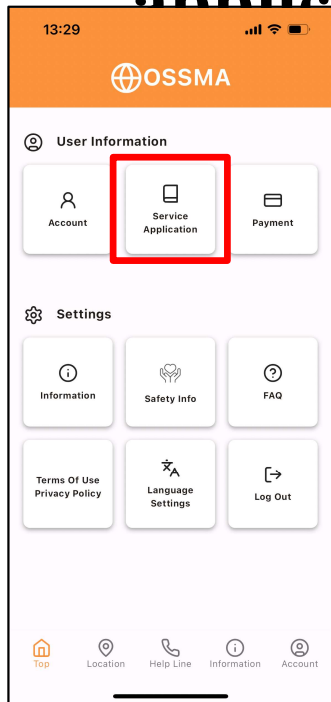 13:29
OSSMA
User Information
Account
Service
Application
Payment
Settings
Information
Safety Info
FAQ
Terms Of Use
Privacy Policy
Language
Settings
Log Out
Top
Location
Help Line
Information
Account